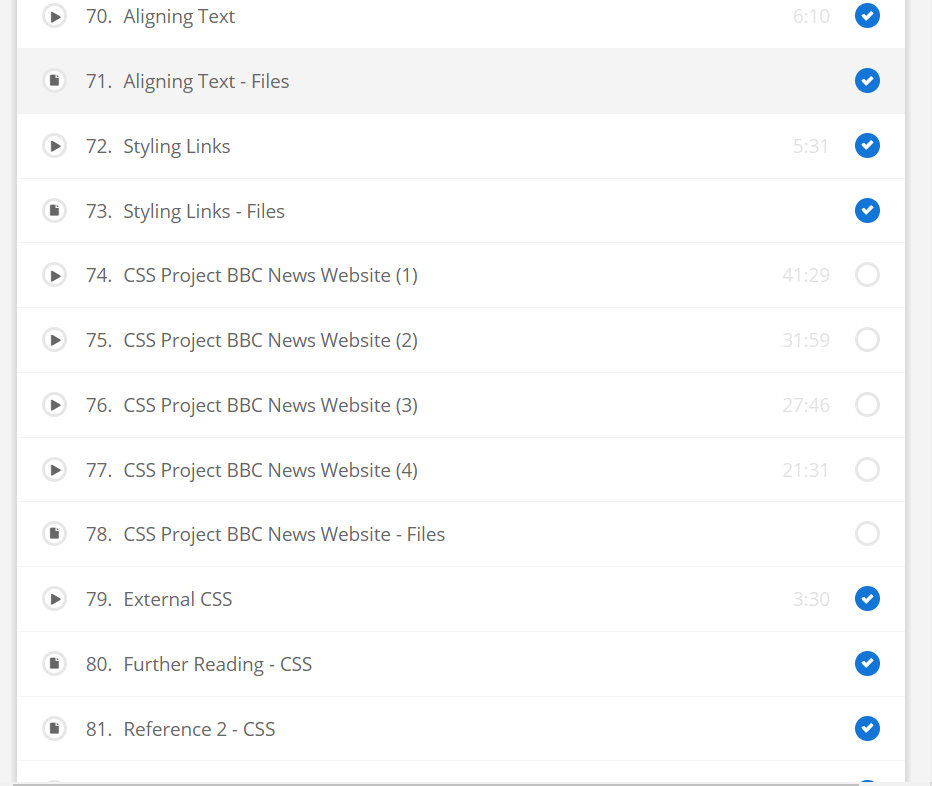 70. Aligning Text 6:10
71. Aligning Text - Files
72. Styling Links 5:31
73. Styling Links - Files
74. CSS Project BBC News Website (1) 41:29
75. CSS Project BBC News Website (2) 31:59
76. CSS Project BBC News Website (3) 27:46
77. CSS Project BBC News Website (4) 21:31
78. CSS Project BBC News Website - Files
79. External CSS 3:30
80. Further Reading - CSS
81. Reference 2 - CSS